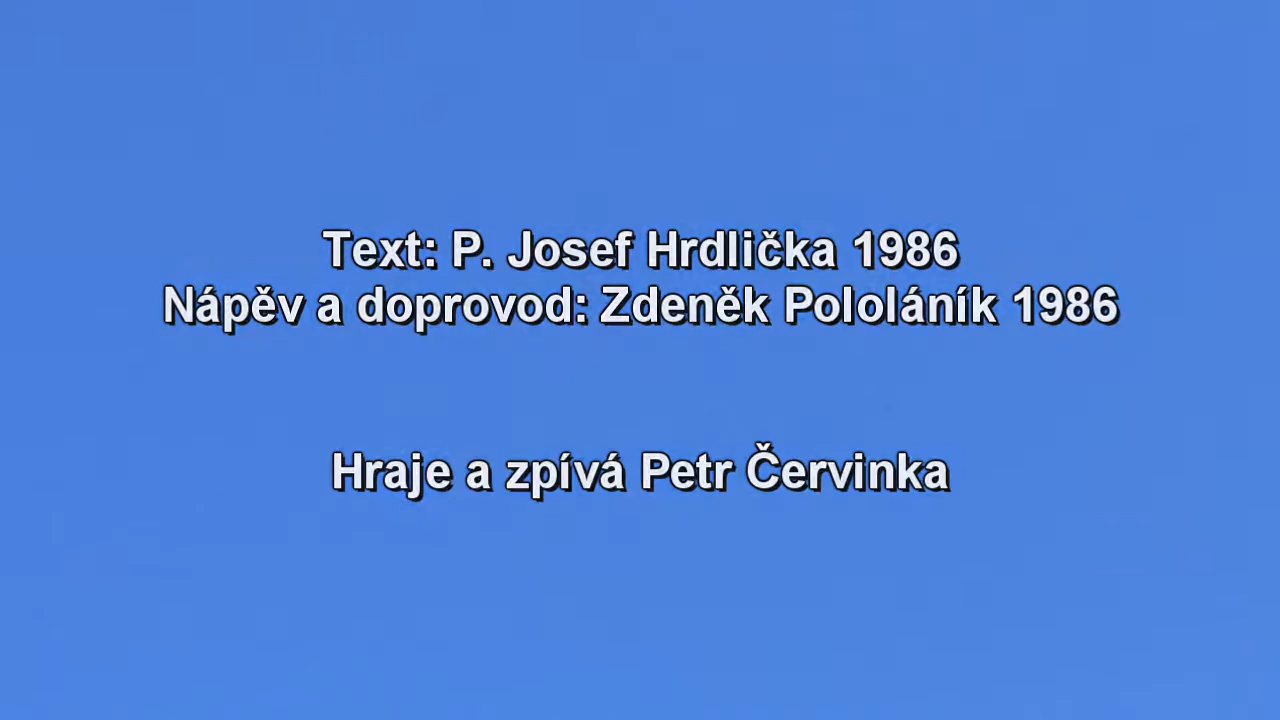 Text: P. Josef Hrdlička 1986
Nápěv a doprovod: Zdeněk Pololáník 1986
Hraje a zpívá Petr Červinka